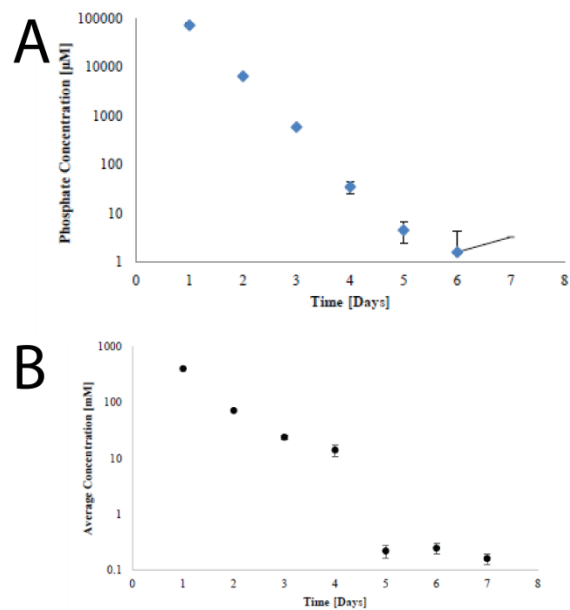 A
Phosphate Concentration [µM]
100000
10000
1000
100
10
1
0 1 2 3 4 5 6 7 8
Time [Days]
B
Average Concentration [mM]
1000
100
10
1
0.1
0 1 2 3 4 5 6 7 8
Time [Days]